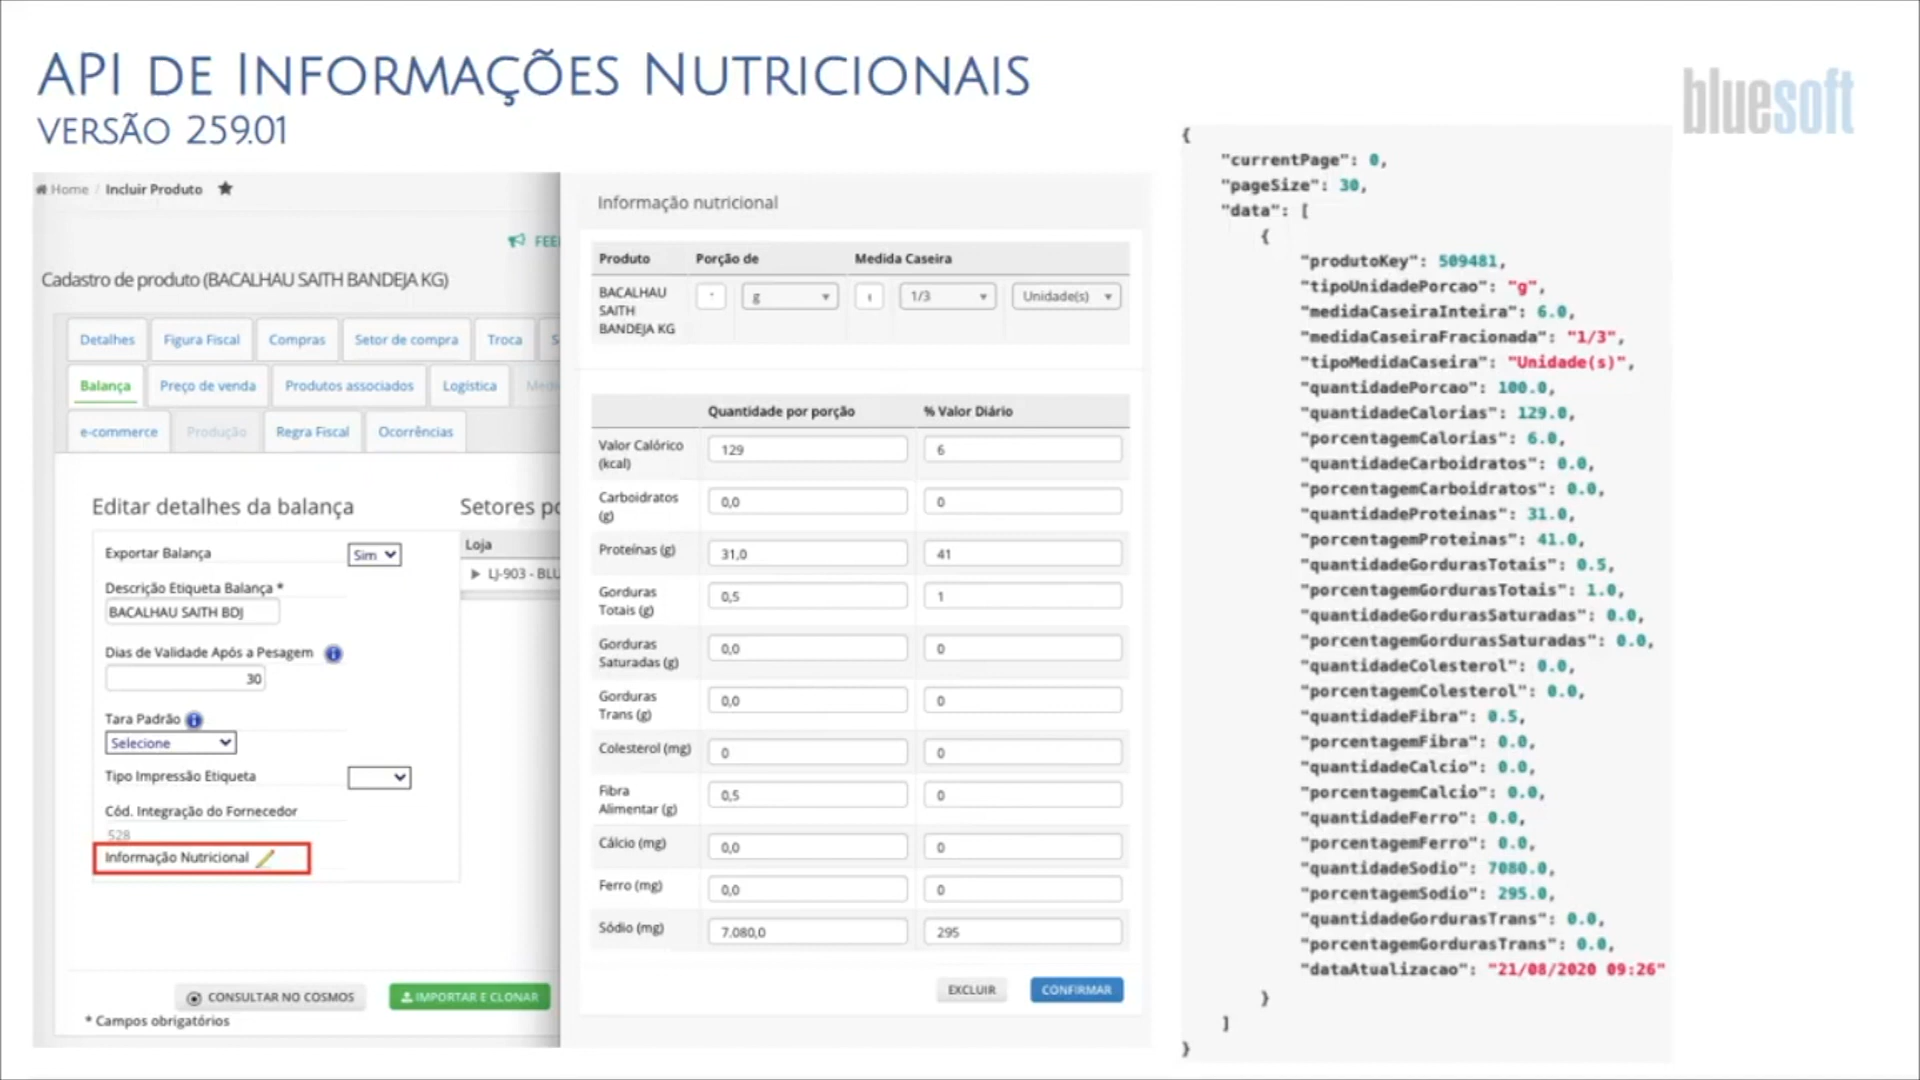 API DE INFORMAÇÕES NUTRICIONAIS
VERSÃO 259.01
bluesoft
Home / Incluir Produto
Cadastro de produto (BACALHAU SAITH BANDEJA KG)
Detalhes Figura Fiscal Compras Setor de compra Troca
Balança Preço de venda Produtos associados Logística
e-commerce Produção Regra Fiscal Ocorrências
Editar detalhes da balança
Exportar Balança Sim
Descrição Etiqueta Balança *
BACALHAU SAITH BDJ
Dias de Validade Após a Pesagem
30
Tara Padrão
Selecione
Tipo Impressão Etiqueta
Cód. Integração do Fornecedor
528
Informação Nutricional
Setores
Loja
LJ-903 - BLU
CONSULTAR NO COSMOS IMPORTAR E CLONAR
* Campos obrigatórios
Informação nutricional
Produto Porção de Medida Caseira
BACALHAU SAITH BANDEJA KG g 1/3 Unidade(s)
Quantidade por porção % Valor Diário
Valor Calórico (kcal) 129 6
Carboidratos (g) 0,0 0
Proteínas (g) 31,0 41
Gorduras Totais (g) 0,5 1
Gorduras Saturadas (g) 0,0 0
Gorduras Trans (g) 0,0 0
Colesterol (mg) 0 0
Fibra Alimentar (g) 0,5 0
Cálcio (mg) 0,0 0
Ferro (mg) 0,0 0
Sódio (mg) 7.080,0 295
EXCLUIR CONFIRMAR
{
"currentPage": 0,
"pageSize": 30,
"data": [
{
"produtoKey": 509481,
"tipoUnidadePorcao": "g",
"medidaCaseiraInteira": 6.0,
"medidaCaseiraFracionada": "1/3",
"tipoMedidaCaseira": "Unidade(s)",
"quantidadePorcao": 100.0,
"quantidadeCalorias": 129.0,
"porcentagemCalorias": 6.0,
"quantidadeCarboidratos": 0.0,
"porcentagemCarboidratos": 0.0,
"quantidadeProteinas": 31.0,
"porcentagemProteinas": 41.0,
"quantidadeGordurasTotais": 0.5,
"porcentagemGordurasTotais": 1.0,
"quantidadeGordurasSaturadas": 0.0,
"porcentagemGordurasSaturadas": 0.0,
"quantidadeColesterol": 0.0,
"porcentagemColesterol": 0.0,
"quantidadeFibra": 0.5,
"porcentagemFibra": 0.0,
"quantidadeCalcio": 0.0,
"porcentagemCalcio": 0.0,
"quantidadeFerro": 0.0,
"porcentagemFerro": 0.0,
"quantidadeSodio": 7080.0,
"porcentagemSodio": 295.0,
"quantidadeGordurasTrans": 0.0,
"porcentagemGordurasTrans": 0.0,
"dataAtualizacao": "21/08/2020 09:26"
}
]
}